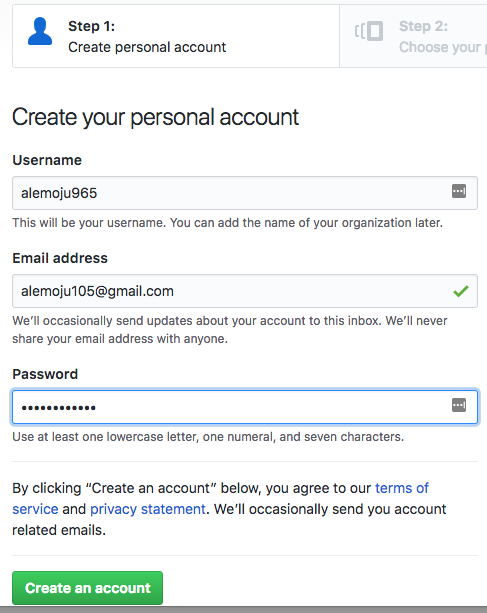 Step 1:
Create personal account
Step 2:
Choose your
Create your personal account
Username
alemoju965
This will be your username. You can add the name of your organization later.
Email address
alemoju105@gmail.com
We’ll occasionally send updates about your account to this inbox. We’ll never
share your email address with anyone.
Password
••••••••••••
Use at least one lowercase letter, one numeral, and seven characters.
By clicking “Create an account” below, you agree to our terms of
service and privacy statement. We’ll occasionally send you account
related emails.
Create an account